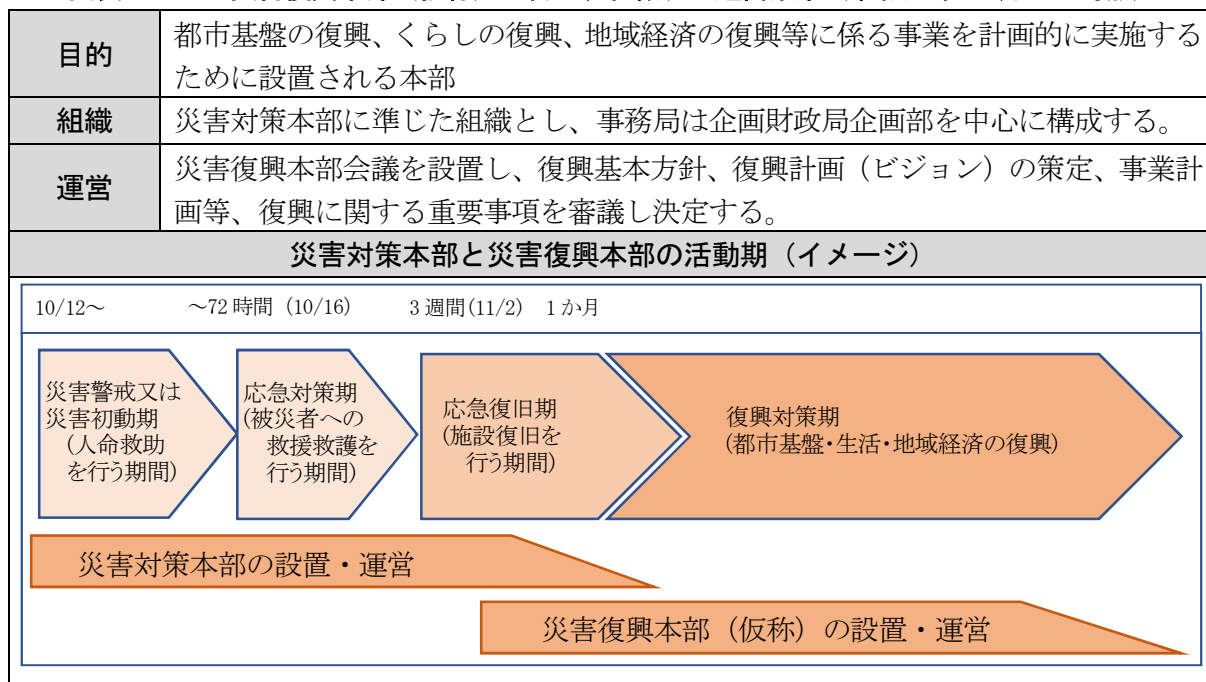 目的
都市基盤の復興、くらしの復興、地域経済の復興等に係る事業を計画的に実施する
ために設置される本部
組織
災害対策本部に準じた組織とし、事務局は企画財政局企画部を中心に構成する。
運営
災害復興本部会議を設置し、復興基本方針、復興計画（ビジョン）の策定、事業計
画等、復興に関する重要事項を審議し決定する。
災害対策本部と災害復興本部の活動期（イメージ）
10/12～ ～72時間（10/16） 3週間(11/2) 1か月
災害警戒又は
災害初動期
(人命救助
を行う期間)
応急対策期
(被災者への
救援救護を
行う期間)
応急復旧期
(施設復旧を
行う期間)
復興対策期
(都市基盤・生活・地域経済の復興)
災害対策本部の設置・運営
災害復興本部（仮称）の設置・運営